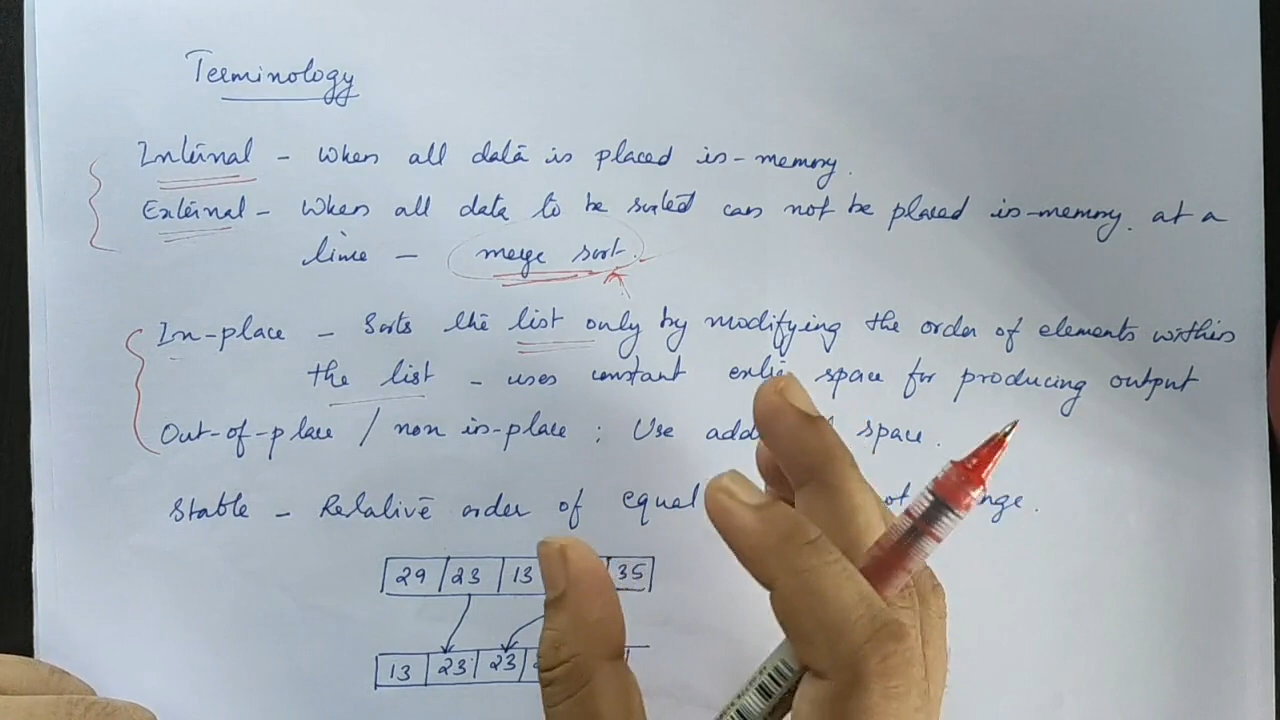 Terminology
Internal - When all data is placed in-memory.
External - When all data to be sorted can not be placed in-memory. at a
time - merge sort.
In-place - Sorts the list only by modifying the order of elements within
the list - uses constant space for producing output
Out-of-place / non in-place : Use space.
Stable - Relative order of equal
29 23 13 35
13 23 23